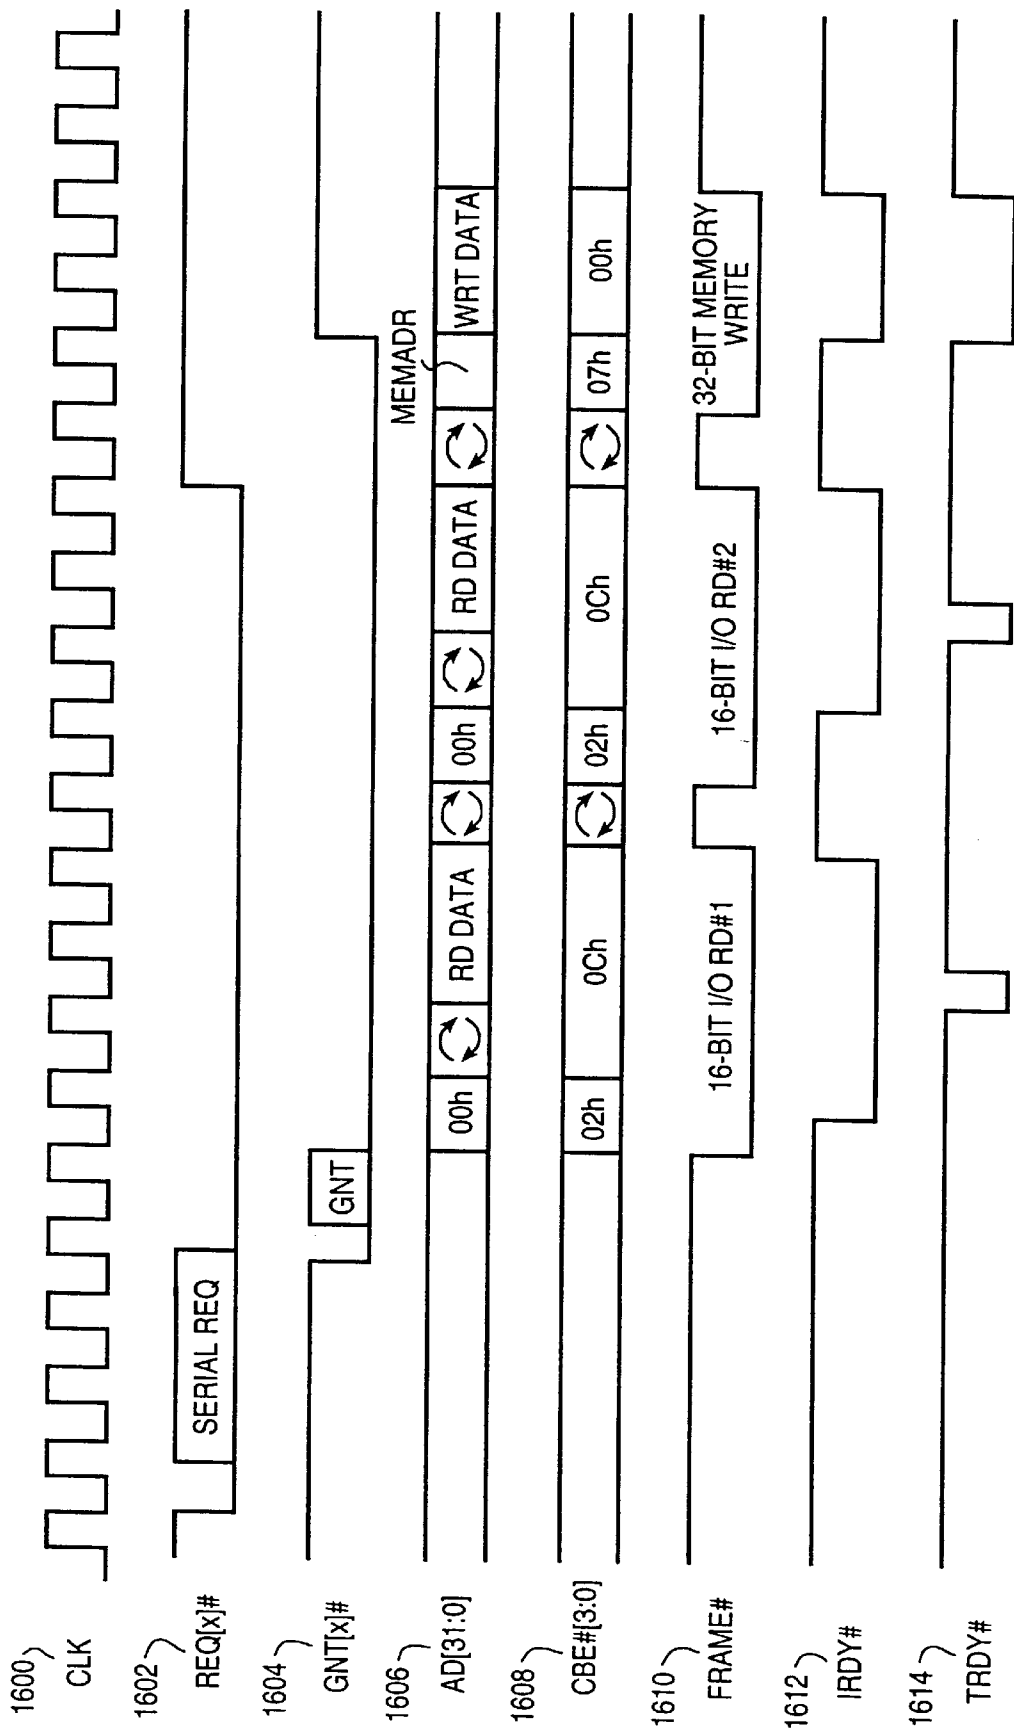 1600
CLK
1602
REQ[x]#
SERIAL REQ
1604
GNT[x]#
GNT
1606
AD[31:0]
00h
RD DATA
00h
RD DATA
MEMADR
WRT DATA
1608
CBE#[3:0]
02h
0Ch
02h
0Ch
07h
00h
1610
FRAME#
16-BIT I/O RD#1
16-BIT I/O RD#2
32-BIT MEMORY
WRITE
1612
IRDY#
1614
TRDY#